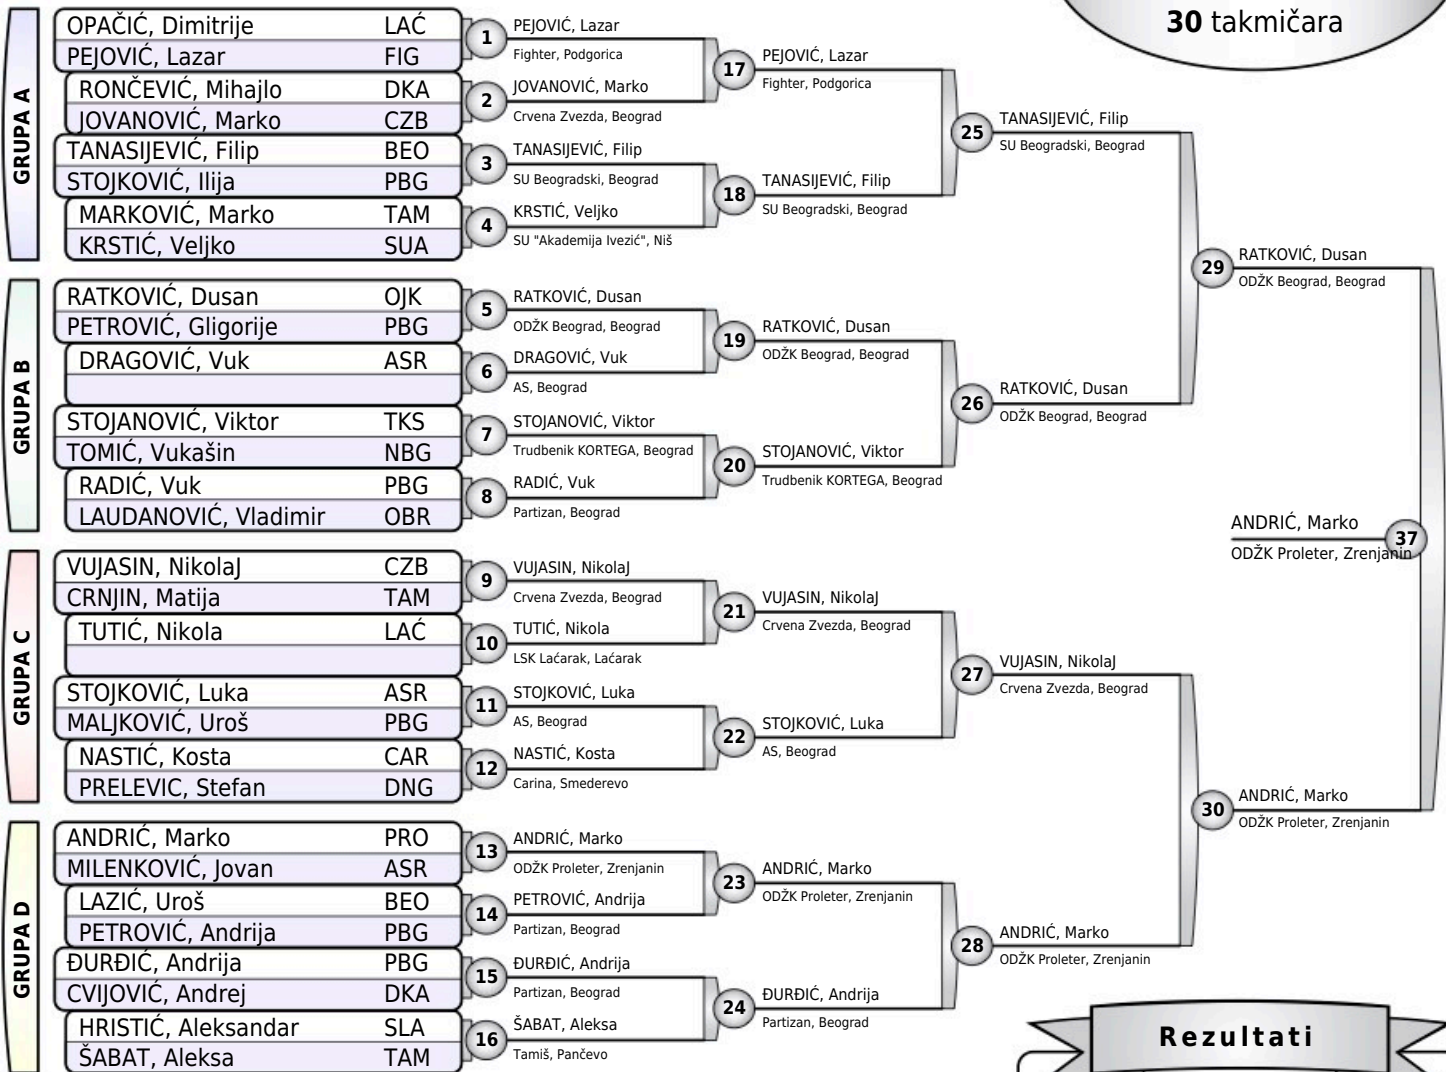 30 takmičara
GRUPA A
OPAČIĆ, Dimitrije LAĆ
PEJOVIĆ, Lazar FIG
RONČEVIĆ, Mihajlo DKA
JOVANOVIĆ, Marko CZB
TANASIJEVIĆ, Filip BEO
STOJKOVIĆ, Ilija PBG
MARKOVIĆ, Marko TAM
KRSTIĆ, Veljko SUA
GRUPA B
RATKOVIĆ, Dusan OJK
PETROVIĆ, Gligorije PBG
DRAGOVIĆ, Vuk ASR
STOJANOVIĆ, Viktor TKS
TOMIĆ, Vukašin NBG
RADIĆ, Vuk PBG
LAUDANOVIĆ, Vladimir OBR
GRUPA C
VUJASIN, NikolaJ CZB
CRNJIN, Matija TAM
TUTIĆ, Nikola LAĆ
STOJKOVIĆ, Luka ASR
MALJKOVIĆ, Uroš PBG
NASTIĆ, Kosta CAR
PRELEVIC, Stefan DNG
GRUPA D
ANDRIĆ, Marko PRO
MILENKOVIĆ, Jovan ASR
LAZIĆ, Uroš BEO
PETROVIĆ, Andrija PBG
ĐURĐIĆ, Andrija PBG
CVIJOVIĆ, Andrej DKA
HRISTIĆ, Aleksandar SLA
ŠABAT, Aleksa TAM
1 PEJOVIĆ, Lazar
Fighter, Podgorica
2 JOVANOVIĆ, Marko
Crvena Zvezda, Beograd
3 TANASIJEVIĆ, Filip
SU Beogradski, Beograd
4 KRSTIĆ, Veljko
SU "Akademija Ivezić", Niš
5 RATKOVIĆ, Dusan
ODŽK Beograd, Beograd
6 DRAGOVIĆ, Vuk
AS, Beograd
7 STOJANOVIĆ, Viktor
Trudbenik KORTEGA, Beograd
8 RADIĆ, Vuk
Partizan, Beograd
9 VUJASIN, NikolaJ
Crvena Zvezda, Beograd
10 TUTIĆ, Nikola
LSK Laćarak, Laćarak
11 STOJKOVIĆ, Luka
AS, Beograd
12 NASTIĆ, Kosta
Carina, Smederevo
13 ANDRIĆ, Marko
ODŽK Proleter, Zrenjanin
14 PETROVIĆ, Andrija
Partizan, Beograd
15 ĐURĐIĆ, Andrija
Partizan, Beograd
16 ŠABAT, Aleksa
Tamiš, Pančevo
17 PEJOVIĆ, Lazar
Fighter, Podgorica
18 TANASIJEVIĆ, Filip
SU Beogradski, Beograd
19 RATKOVIĆ, Dusan
ODŽK Beograd, Beograd
20 STOJANOVIĆ, Viktor
Trudbenik KORTEGA, Beograd
21 VUJASIN, NikolaJ
Crvena Zvezda, Beograd
22 STOJKOVIĆ, Luka
AS, Beograd
23 ANDRIĆ, Marko
ODŽK Proleter, Zrenjanin
24 ĐURĐIĆ, Andrija
Partizan, Beograd
25 TANASIJEVIĆ, Filip
SU Beogradski, Beograd
26 RATKOVIĆ, Dusan
ODŽK Beograd, Beograd
27 VUJASIN, NikolaJ
Crvena Zvezda, Beograd
28 ANDRIĆ, Marko
ODŽK Proleter, Zrenjanin
29 RATKOVIĆ, Dusan
ODŽK Beograd, Beograd
30 ANDRIĆ, Marko
ODŽK Proleter, Zrenjanin
ANDRIĆ, Marko 37
ODŽK Proleter, Zrenjanin
Rezultati